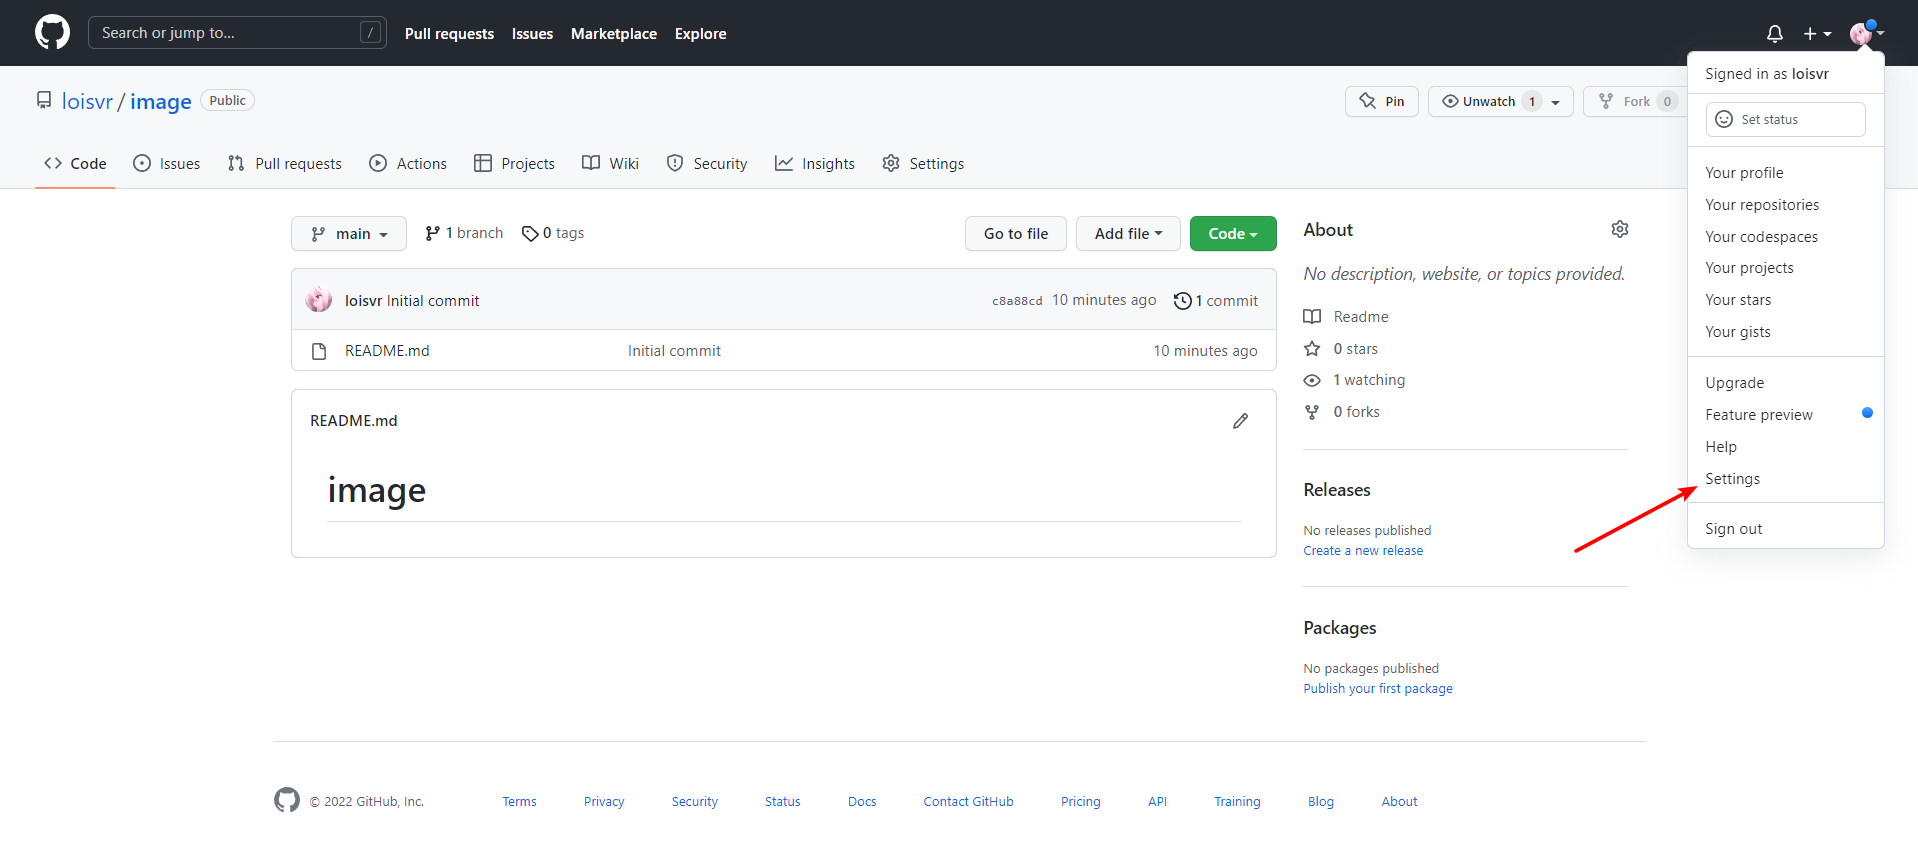 Search or jump to... /
Pull requests Issues Marketplace Explore
Signed in as loisvr
Set status
Your profile
Your repositories
Your codespaces
Your projects
Your stars
Your gists
Upgrade
Feature preview
Help
Settings
Sign out
loisvr / image Public
Pin Unwatch 1 Fork 0
Code Issues Pull requests Actions Projects Wiki Security Insights Settings
main 1 branch 0 tags Go to file Add file Code
loisvr Initial commit c8a88cd 10 minutes ago 1 commit
README.md Initial commit 10 minutes ago
README.md
image
About
No description, website, or topics provided.
Readme
0 stars
1 watching
0 forks
Releases
No releases published
Create a new release
Packages
No packages published
Publish your first package
© 2022 GitHub, Inc. Terms Privacy Security Status Docs Contact GitHub Pricing API Training Blog About